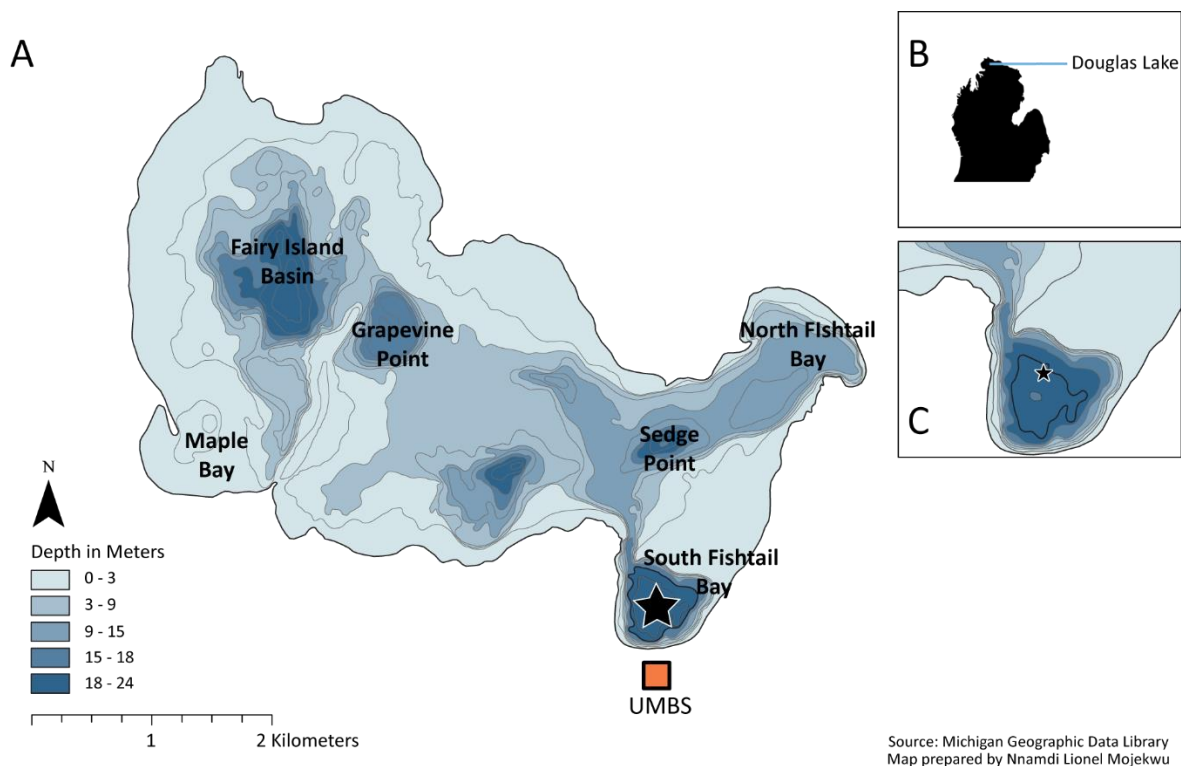 A
Fairy Island
Basin
Grapevine
Point
North FIshtail
Bay
Maple
Bay
Sedge
Point
South Fishtail
Bay
UMBS
N
Depth in Meters
0 - 3
3 - 9
9 - 15
15 - 18
18 - 24
1
2 Kilometers
B
Douglas Lake
C
Source: Michigan Geographic Data Library
Map prepared by Nnamdi Lionel Mojekwu